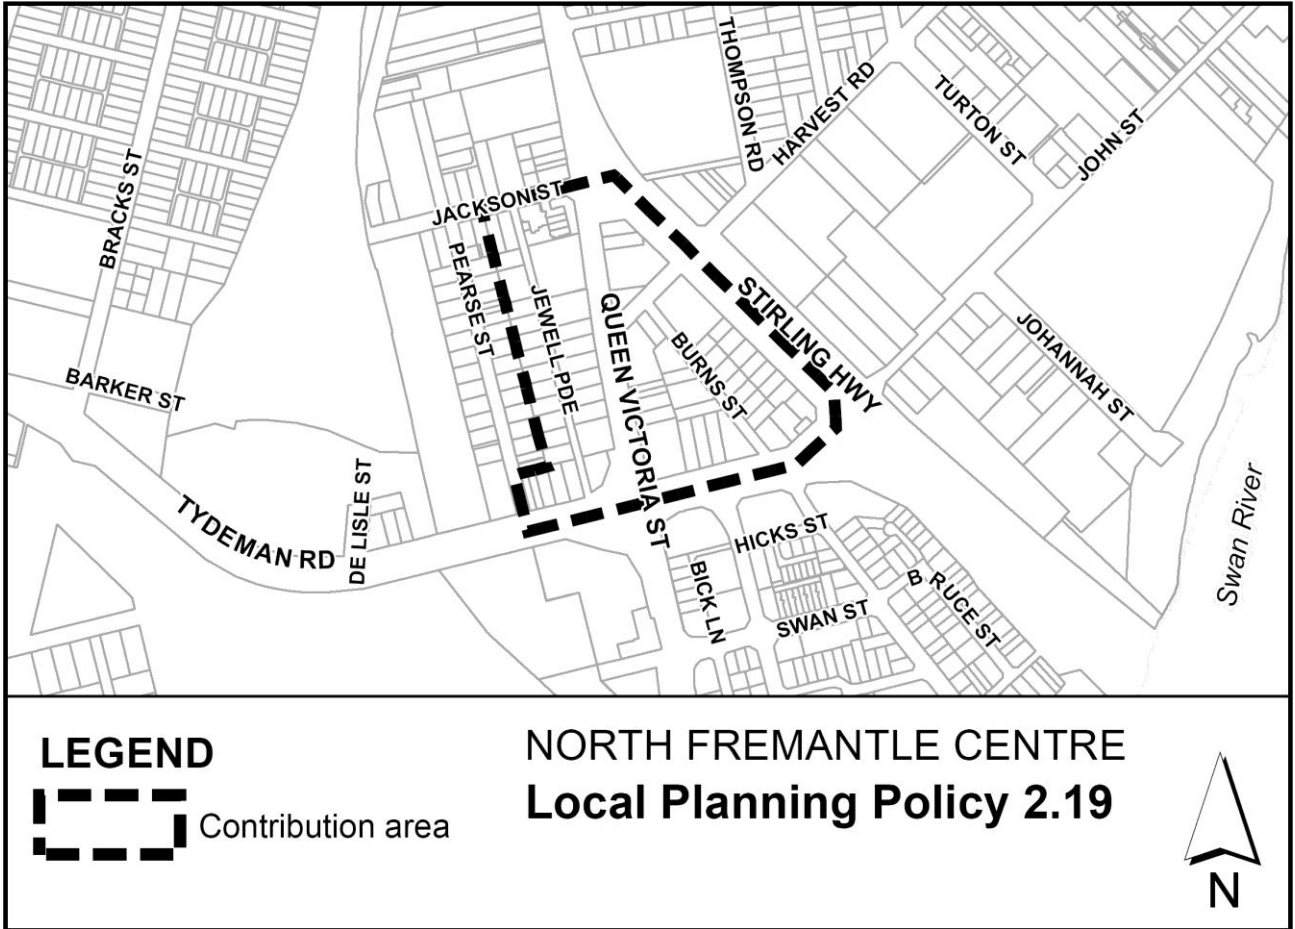 THOMPSON RD
HARVEST RD
TURTON ST
JOHN ST
BRACKS ST
JACKSON ST
PEARSE ST
JEWELL PDE
QUEEN VICTORIA ST
STIRLING HWY
BURNS ST
JOHANNAH ST
BARKER ST
TYDEMAN RD
DE LISLE ST
HICKS ST
BICK LN
SWAN ST
B RUCE ST
Swan River
LEGEND
Contribution area
NORTH FREMANTLE CENTRE
Local Planning Policy 2.19
N